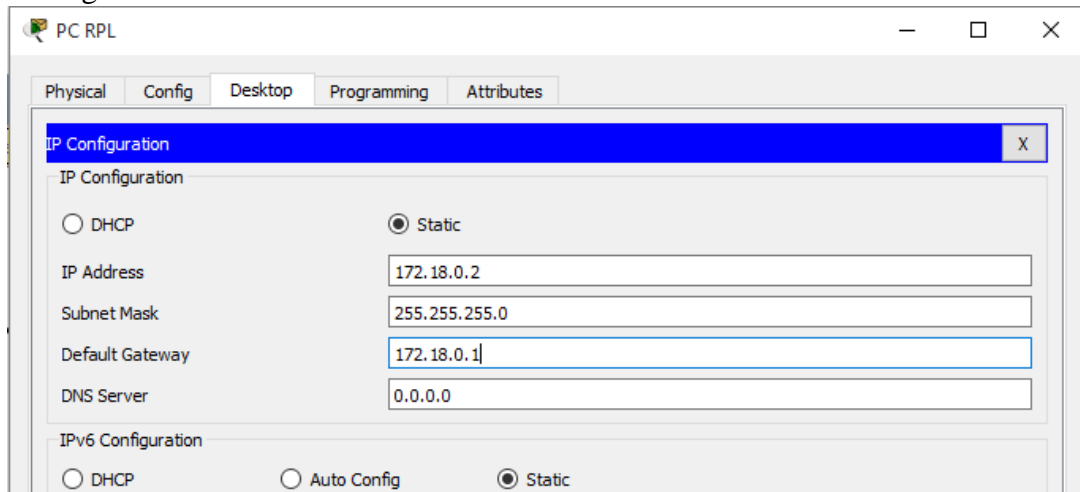 PC RPL
Physical Config Desktop Programming Attributes
IP Configuration X
IP Configuration
DHCP Static
IP Address 172.18.0.2
Subnet Mask 255.255.255.0
Default Gateway 172.18.0.1
DNS Server 0.0.0.0
IPv6 Configuration
DHCP Auto Config Static